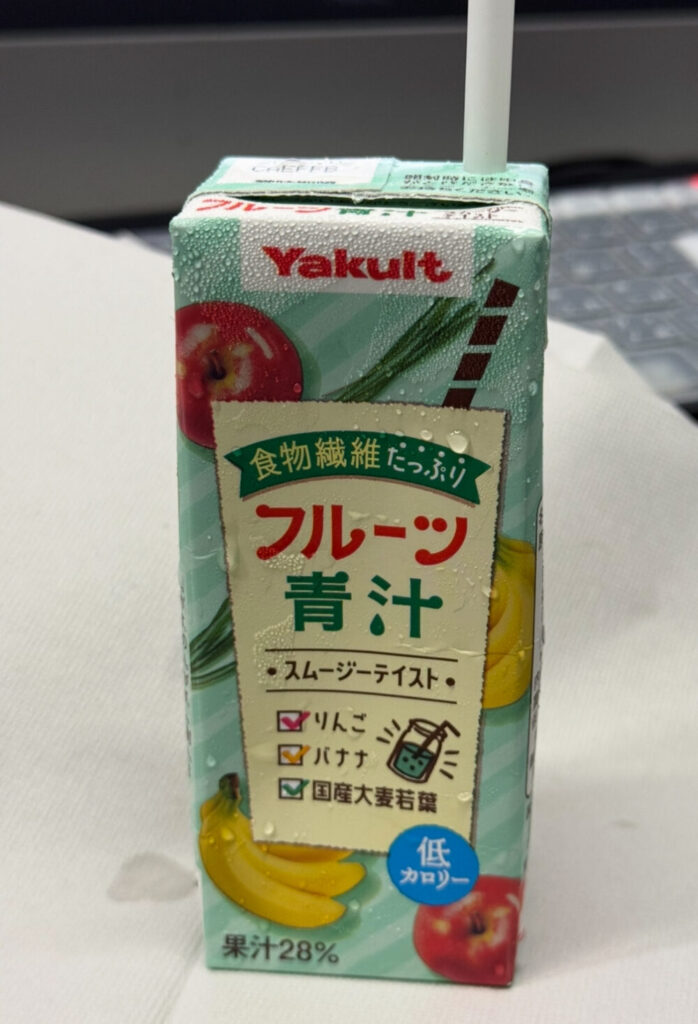 フルーツ青汁
Yakult
食物繊維たっぷり
フルーツ
青汁
・スムージーテイスト・
りんご
バナナ
国産大麦若葉
低
カロリー
果汁28%